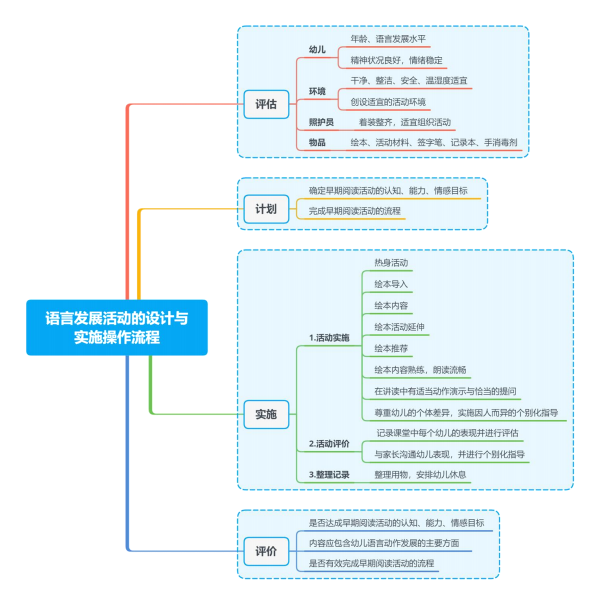 语言发展活动的设计与
实施操作流程
评估
幼儿
年龄、语言发展水平
精神状况良好，情绪稳定
环境
干净、整洁、安全、温湿度适宜
创设适宜的活动环境
照护员
着装整齐，适宜组织活动
物品
绘本、活动材料、签字笔、记录本、手消毒剂
计划
确定早期阅读活动的认知、能力、情感目标
完成早期阅读活动的流程
实施
1.活动实施
热身活动
绘本导入
绘本内容
绘本活动延伸
绘本推荐
绘本内容熟练，朗读流畅
在讲读中有适当动作演示与恰当的提问
尊重幼儿的个体差异，实施因人而异的个别化指导
2.活动评价
记录课堂中每个幼儿的表现并进行评估
与家长沟通幼儿表现，并进行个别化指导
3.整理记录
整理用物，安排幼儿休息
评价
是否达成早期阅读活动的认知、能力、情感目标
内容应包含幼儿语言动作发展的主要方面
是否有效完成早期阅读活动的流程